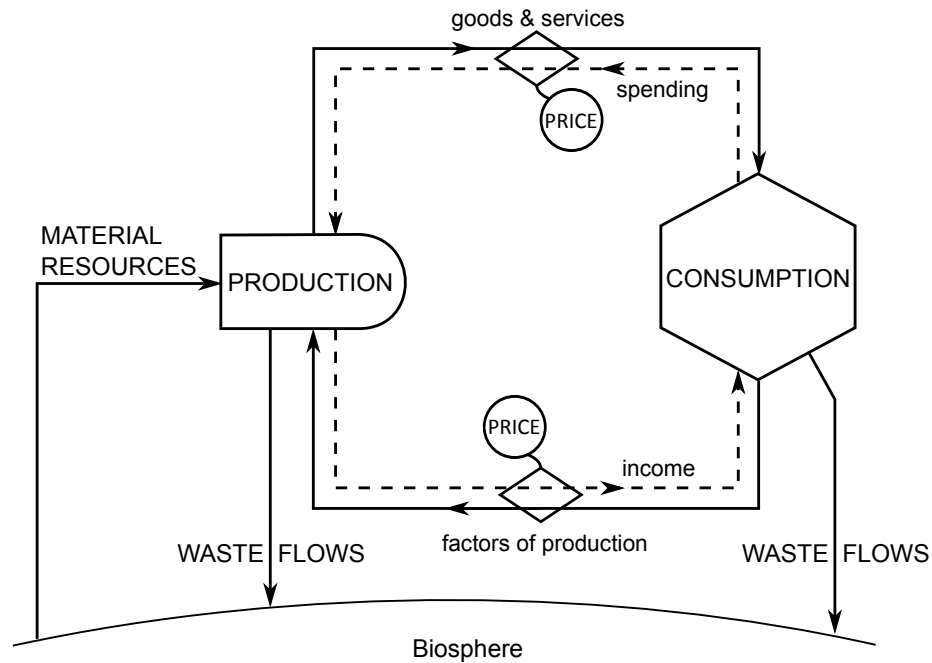 goods & services
spending
PRICE
MATERIAL
RESOURCES
PRODUCTION
CONSUMPTION
PRICE
income
factors of production
WASTE FLOWS
WASTE FLOWS
Biosphere